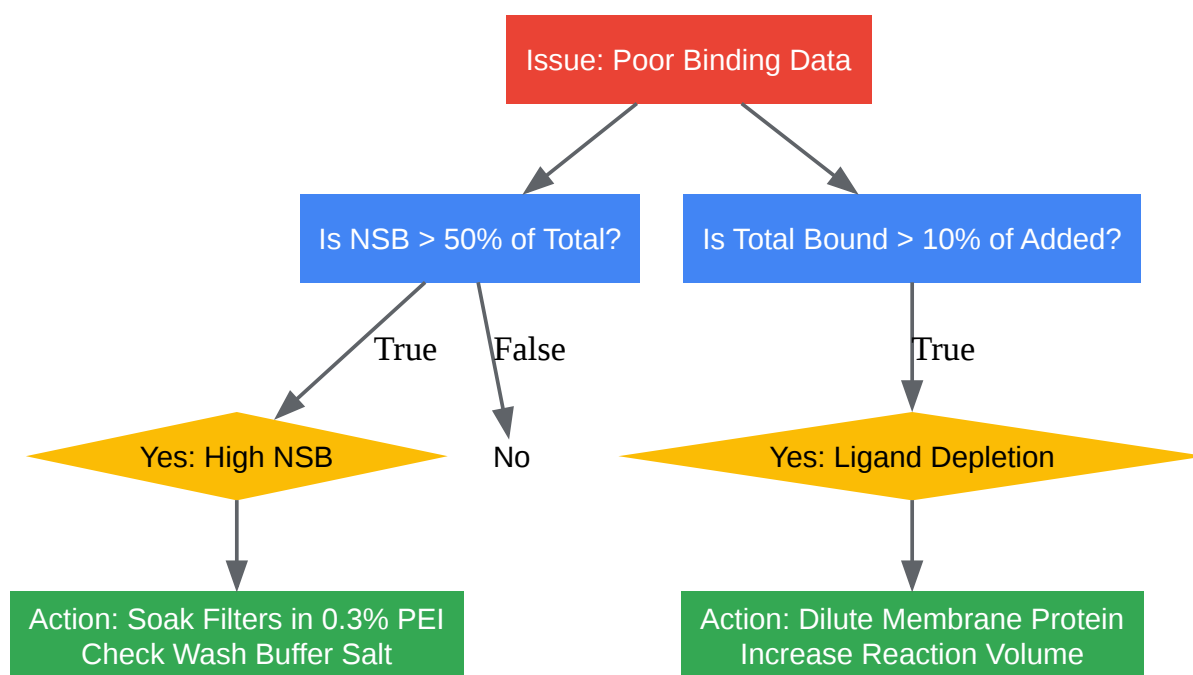 Issue: Poor Binding Data
Is NSB > 50% of Total?
Is Total Bound > 10% of Added?
True
False
True
Yes: High NSB
No
Yes: Ligand Depletion
Action: Soak Filters in 0.3% PEI
Check Wash Buffer Salt
Action: Dilute Membrane Protein
Increase Reaction Volume